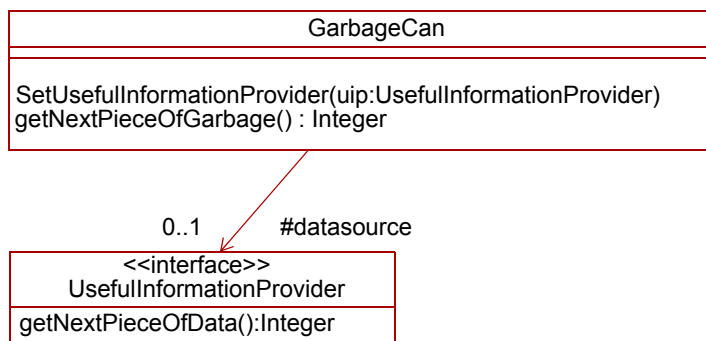 GarbageCan
SetUsefulInformationProvider(uip:UsefulInformationProvider)
getNextPieceOfGarbage() : Integer
0..1 #datasource
<<interface>>
UsefulInformationProvider
getNextPieceOfData():Integer